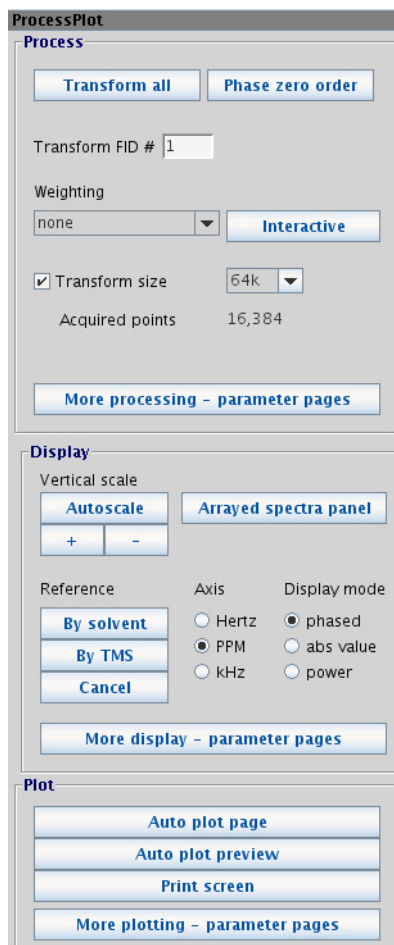 ProcessPlot
Process
Transform all Phase zero order
Transform FID # 1
Weighting
none Interactive
Transform size 64k
Acquired points 16,384
More processing – parameter pages
Display
Vertical scale
Autoscale Arrayed spectra panel
+ –
Reference Axis Display mode
By solvent Hertz phased
By TMS PPM abs value
Cancel kHz power
More display – parameter pages
Plot
Auto plot page
Auto plot preview
Print screen
More plotting – parameter pages